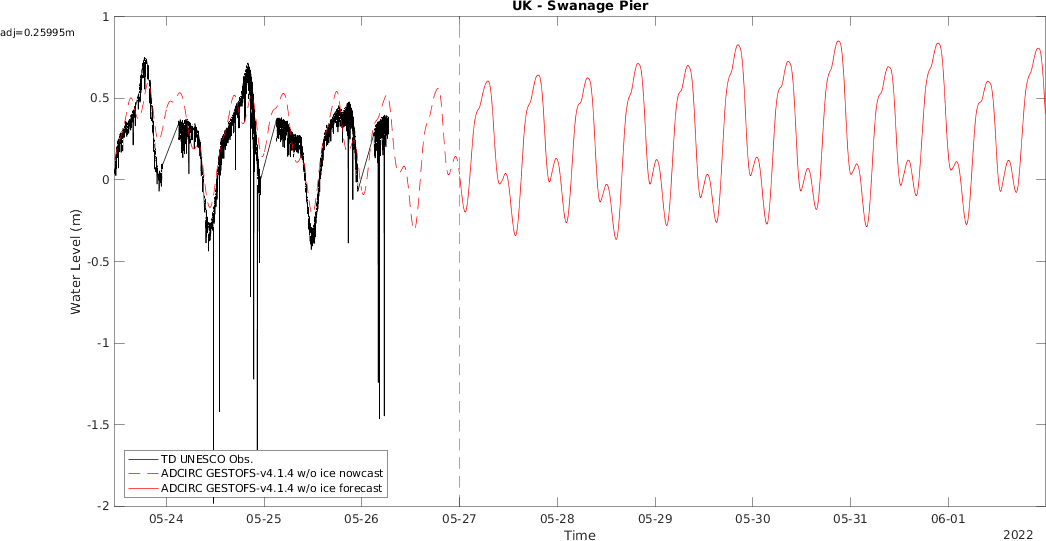 UK - Swanage Pier
adj=0.25995m
1
0.5
0
-0.5
-1
-1.5
-2
Water Level (m)
TD UNESCO Obs.
ADCIRC GESTOFS-v4.1.4 w/o ice nowcast
ADCIRC GESTOFS-v4.1.4 w/o ice forecast
05-24 05-25 05-26 05-27 05-28 05-29 05-30 05-31 06-01
Time
2022